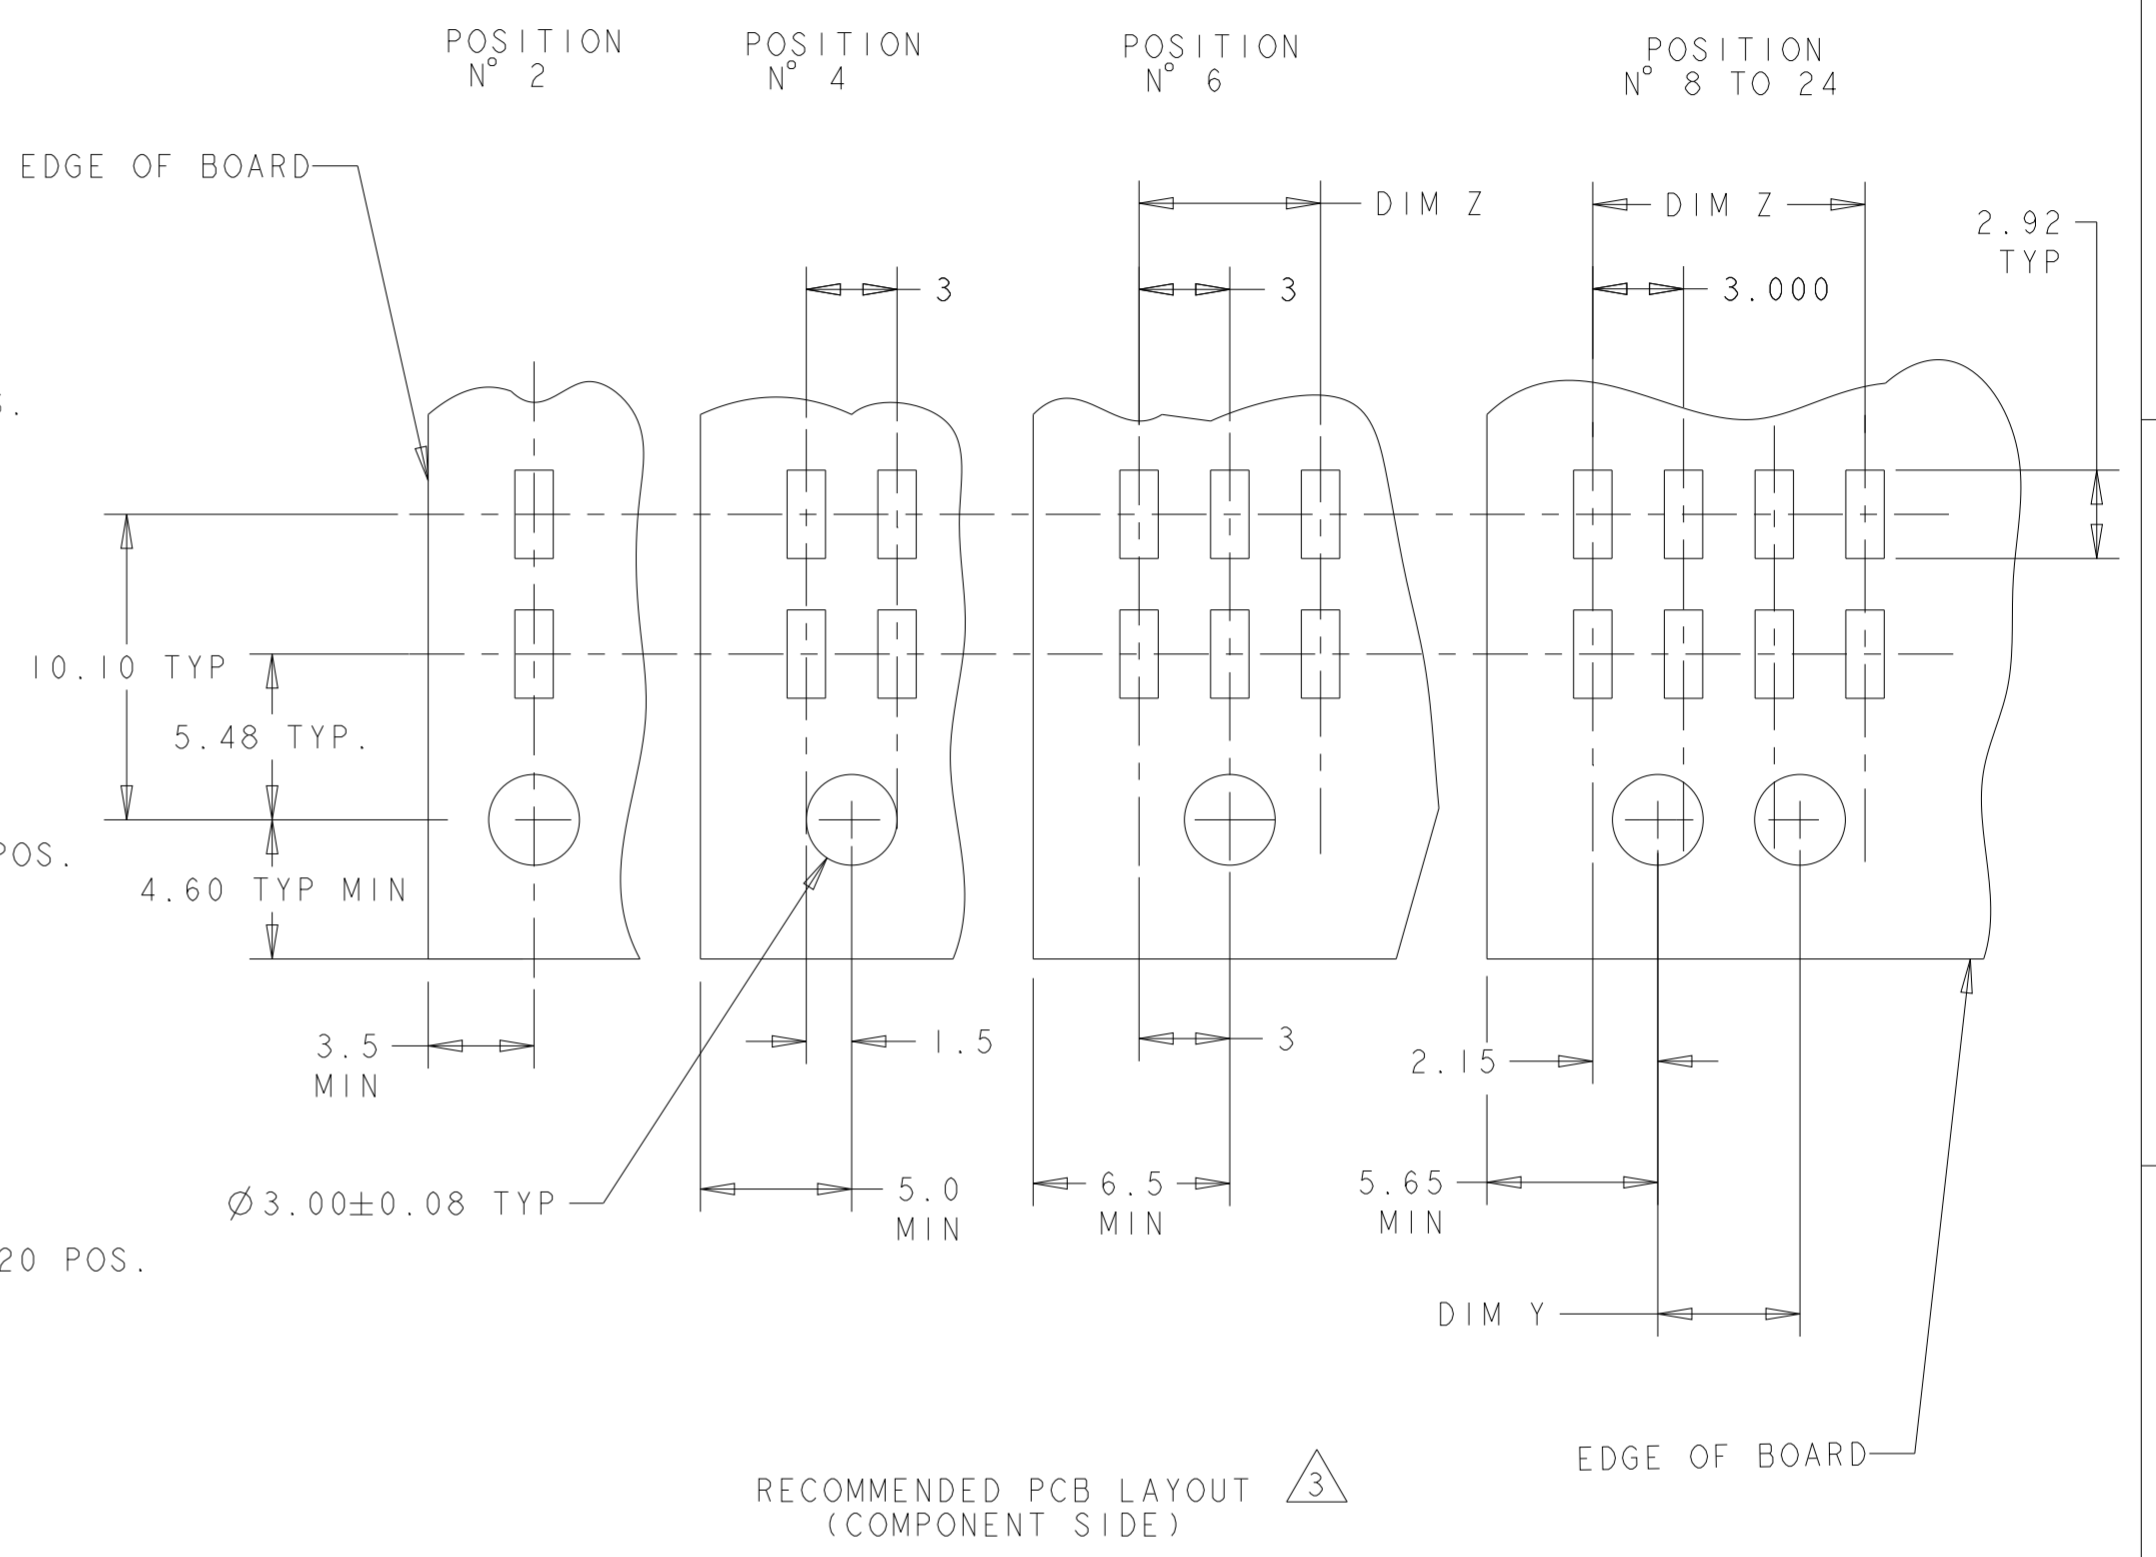 POSITION
N° 2
POSITION
N° 4
POSITION
N° 6
POSITION
N° 8 TO 24
EDGE OF BOARD
DIM Z
DIM Z
2.92
TYP
3
3
3.000
S.
10.10 TYP
5.48 TYP.
POS.
4.60 TYP MIN
3.5
MIN
1.5
3
2.15
Ø3.00±0.08 TYP
5.0
MIN
6.5
MIN
5.65
MIN
20 POS.
DIM Y
EDGE OF BOARD
RECOMMENDED PCB LAYOUT 3
(COMPONENT SIDE)